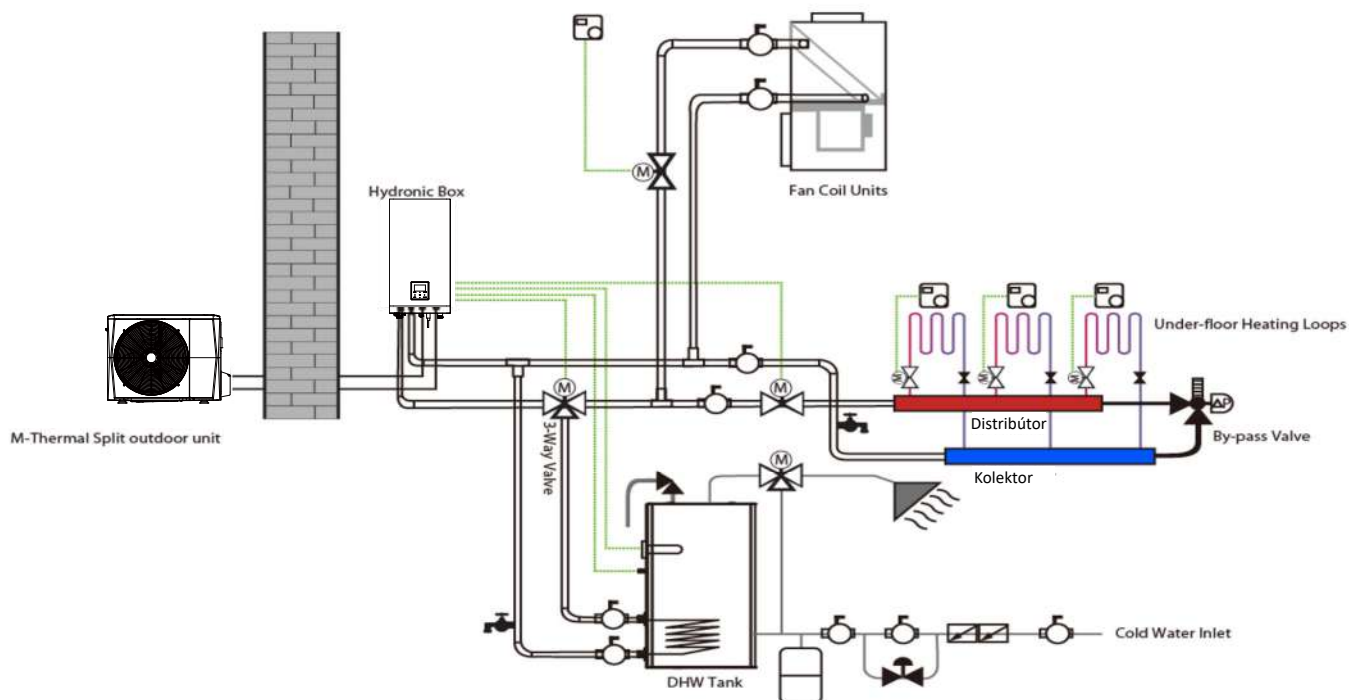 Hydronic Box
Fan Coil Units
M
M
M
M
M
M
Under-floor Heating Loops
M-Thermal Split outdoor unit
3-Way Valve
Distribútor
ΔP
By-pass Valve
Kolektor
M
Cold Water Inlet
DHW Tank